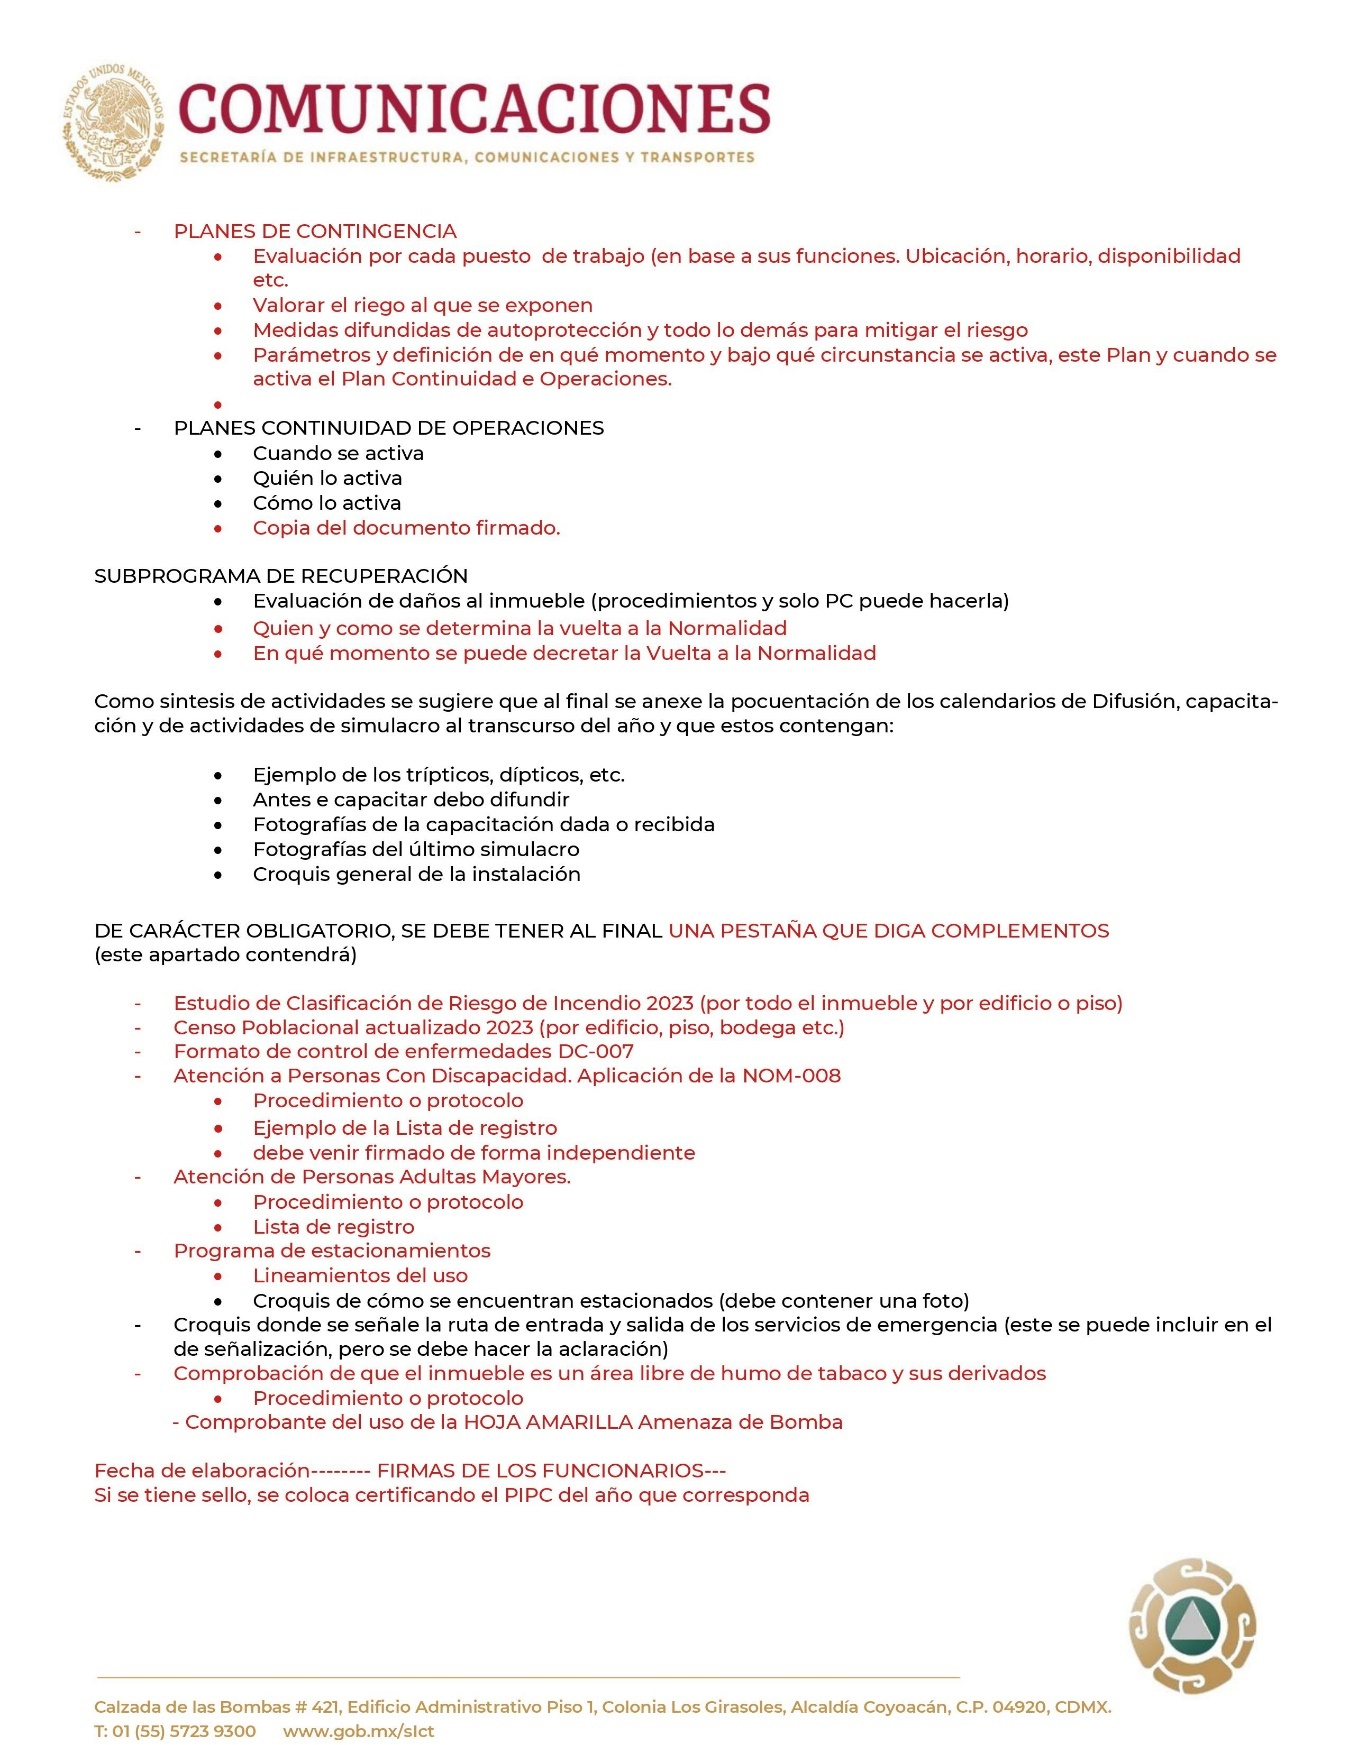 ESTADOS UNIDOS MEXICANOS
COMUNICACIONES
SECRETARÍA DE INFRAESTRUCTURA, COMUNICACIONES Y TRANSPORTES
- PLANES DE CONTINGENCIA
• Evaluación por cada puesto de trabajo (en base a sus funciones. Ubicación, horario, disponibilidad
etc.
• Valorar el riego al que se exponen
• Medidas difundidas de autoprotección y todo lo demás para mitigar el riesgo
• Parámetros y definición de en qué momento y bajo qué circunstancia se activa, este Plan y cuando se
activa el Plan Continuidad e Operaciones.
•
- PLANES CONTINUIDAD DE OPERACIONES
• Cuando se activa
• Quién lo activa
• Cómo lo activa
• Copia del documento firmado.
SUBPROGRAMA DE RECUPERACIÓN
• Evaluación de daños al inmueble (procedimientos y solo PC puede hacerla)
• Quien y como se determina la vuelta a la Normalidad
• En qué momento se puede decretar la Vuelta a la Normalidad
Como sintesis de actividades se sugiere que al final se anexe la pocuentación de los calendarios de Difusión, capacita-
ción y de actividades de simulacro al transcurso del año y que estos contengan:
• Ejemplo de los trípticos, dípticos, etc.
• Antes e capacitar debo difundir
• Fotografías de la capacitación dada o recibida
• Fotografías del último simulacro
• Croquis general de la instalación
DE CARÁCTER OBLIGATORIO, SE DEBE TENER AL FINAL UNA PESTAÑA QUE DIGA COMPLEMENTOS
(este apartado contendrá)
- Estudio de Clasificación de Riesgo de Incendio 2023 (por todo el inmueble y por edificio o piso)
- Censo Poblacional actualizado 2023 (por edificio, piso, bodega etc.)
- Formato de control de enfermedades DC-007
- Atención a Personas Con Discapacidad. Aplicación de la NOM-008
• Procedimiento o protocolo
• Ejemplo de la Lista de registro
• debe venir firmado de forma independiente
- Atención de Personas Adultas Mayores.
• Procedimiento o protocolo
• Lista de registro
- Programa de estacionamientos
• Lineamientos del uso
• Croquis de cómo se encuentran estacionados (debe contener una foto)
- Croquis donde se señale la ruta de entrada y salida de los servicios de emergencia (este se puede incluir en el
de señalización, pero se debe hacer la aclaración)
- Comprobación de que el inmueble es un área libre de humo de tabaco y sus derivados
• Procedimiento o protocolo
- Comprobante del uso de la HOJA AMARILLA Amenaza de Bomba
Fecha de elaboración-------- FIRMAS DE LOS FUNCIONARIOS---
Si se tiene sello, se coloca certificando el PIPC del año que corresponda
Calzada de las Bombas # 421, Edificio Administrativo Piso 1, Colonia Los Girasoles, Alcaldía Coyoacán, C.P. 04920, CDMX.
T: 01 (55) 5723 9300 www.gob.mx/sIct